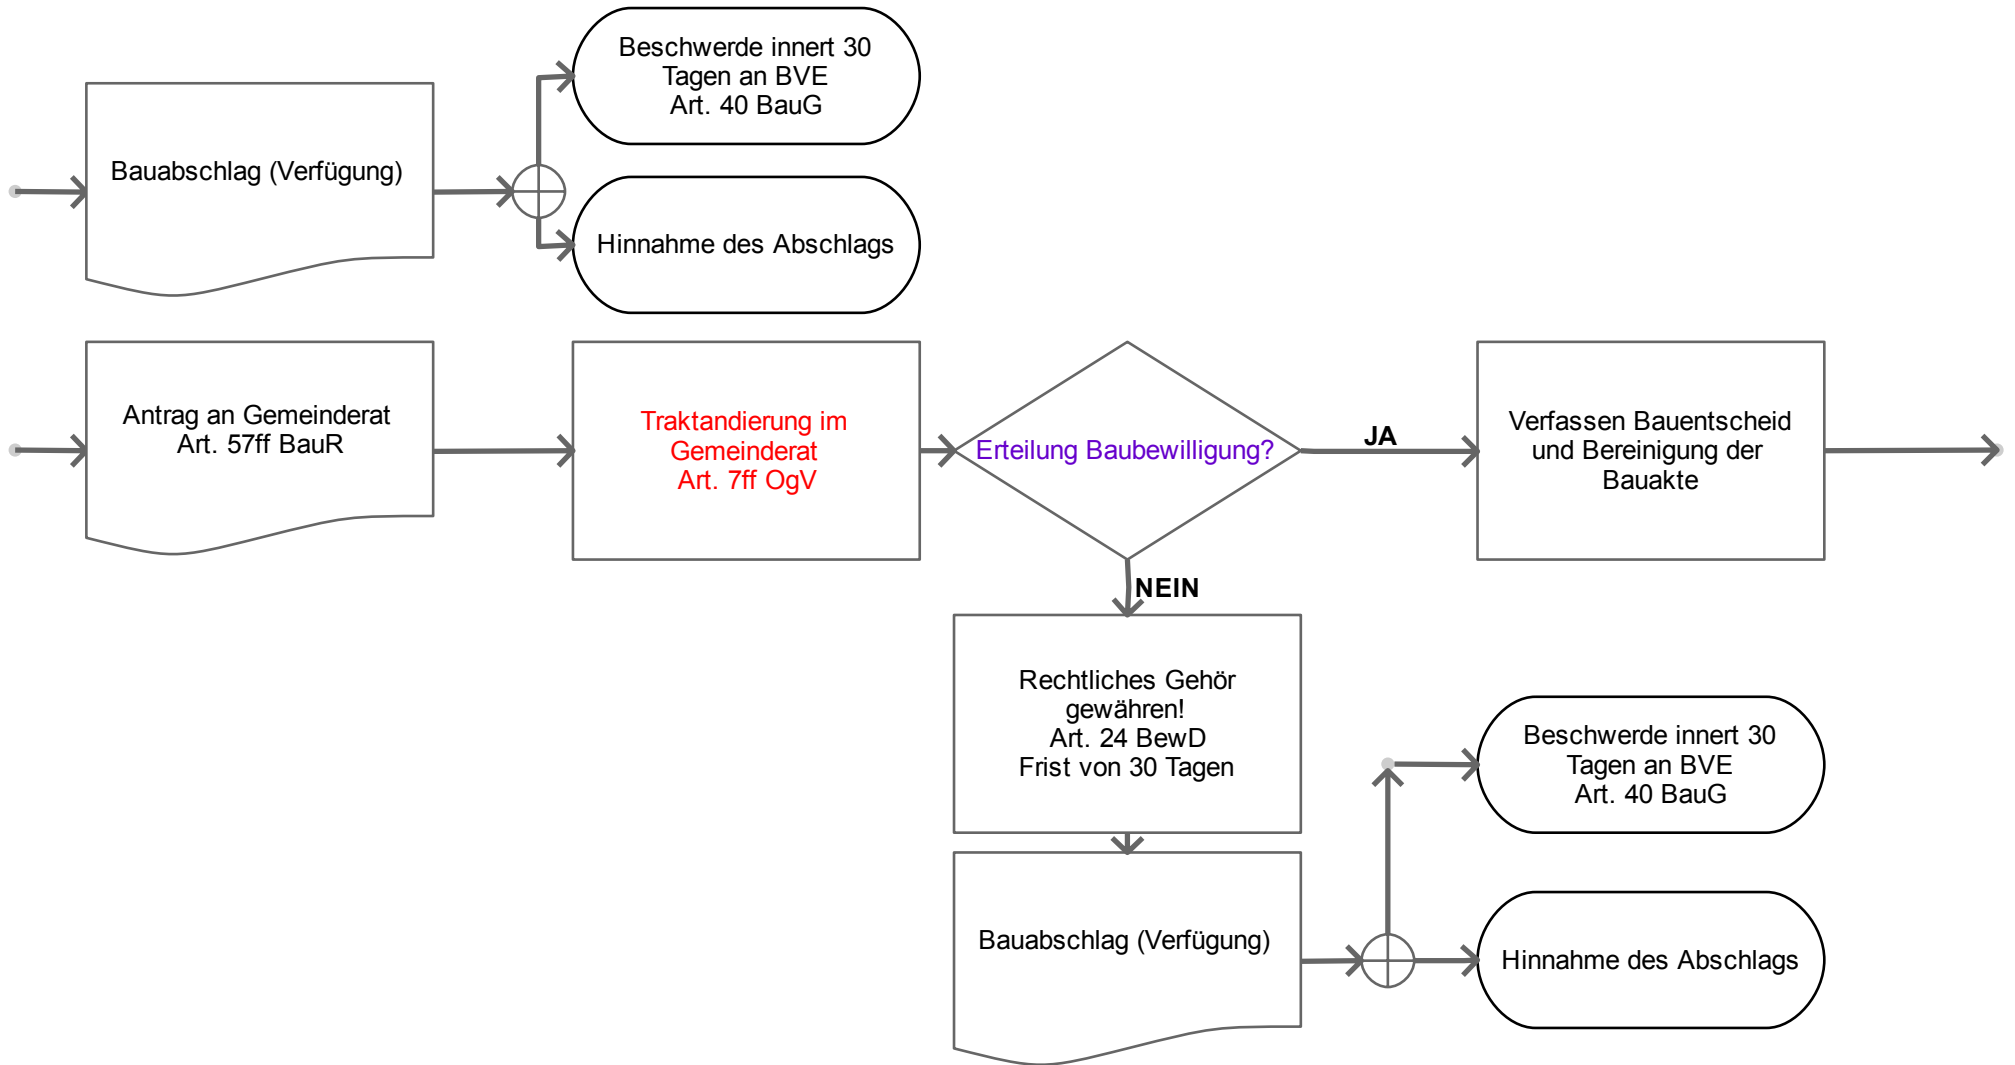 Beschwerde innert 30
Tagen an BVE
Art. 40 BauG
Bauabschlag (Verfügung)
Hinnahme des Abschlags
Antrag an Gemeinderat
Art. 57ff BauR
Traktandierung im
Gemeinderat
Art. 7ff OgV
Erteilung Baubewilligung?
JA
Verfassen Bauentscheid
und Bereinigung der
Bauakte
NEIN
Rechtliches Gehör
gewähren!
Art. 24 BewD
Frist von 30 Tagen
Beschwerde innert 30
Tagen an BVE
Art. 40 BauG
Bauabschlag (Verfügung)
Hinnahme des Abschlags